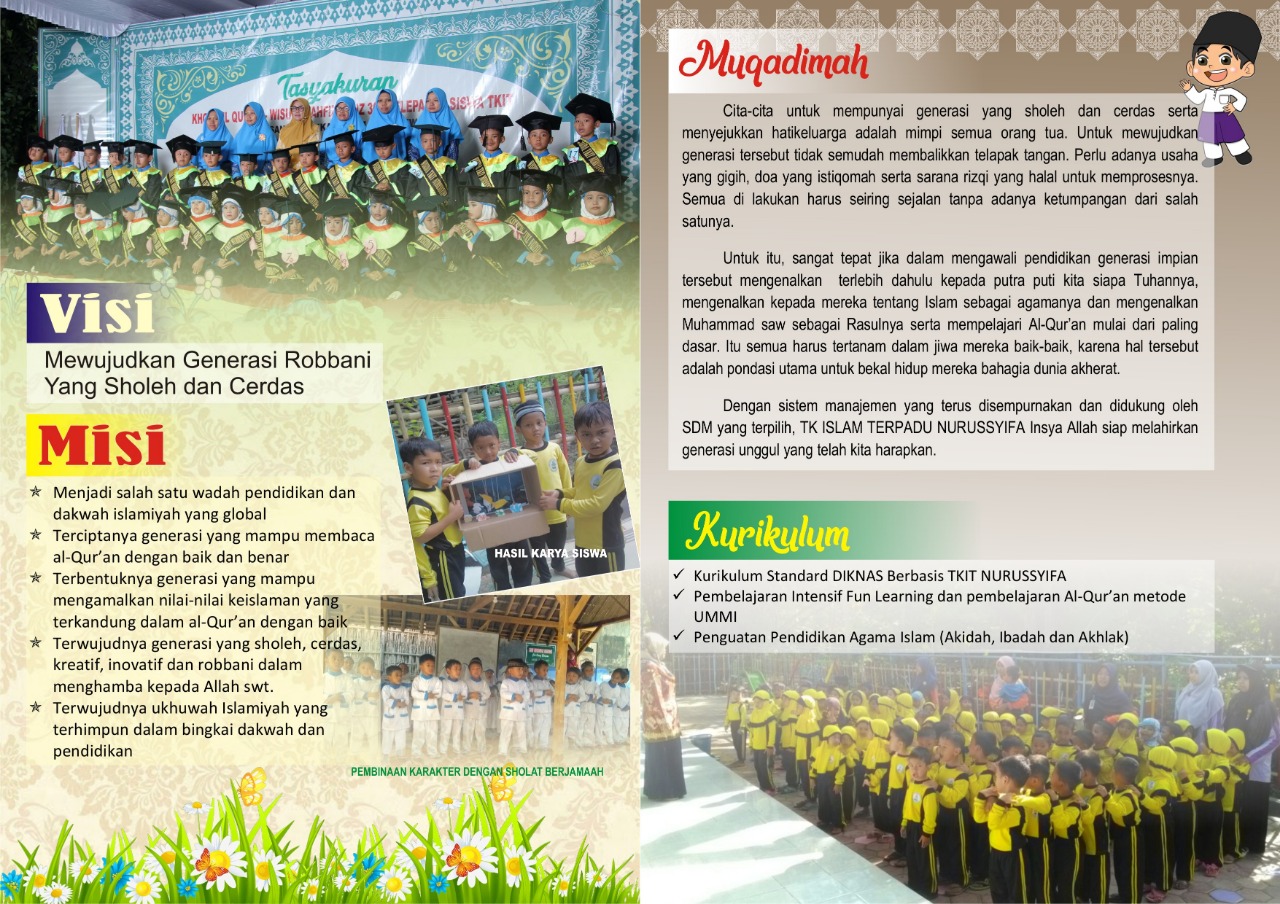 Tasyakuran
Visi
Mewujudkan Generasi Robbani
Yang Sholeh dan Cerdas
Misi
Menjadi salah satu wadah pendidikan dan
dakwah islamiyah yang global
Terciptanya generasi yang mampu membaca
al-Qur'an dengan baik dan benar
Terbentuknya generasi yang mampu
mengamalkan nilai-nilai keislaman yang
terkandung dalam al-Qur'an dengan baik
Terwujudnya generasi yang sholeh, cerdas,
kreatif, inovatif dan robbani dalam
menghamba kepada Allah swt.
Terwujudnya ukhuwah Islamiyah yang
terhimpun dalam bingkai dakwah dan
pendidikan
HASIL KARYA SISWA
PEMBINAAN KARAKTER DENGAN SHOLAT BERJAMAAH
Muqadimah
Cita-cita untuk mempunyai generasi yang sholeh dan cerdas serta
menyejukkan hatikeluarga adalah mimpi semua orang tua. Untuk mewujudkan
generasi tersebut tidak semudah membalikkan telapak tangan. Perlu adanya usaha
yang gigih, doa yang istiqomah serta sarana rizqi yang halal untuk memprosesnya.
Semua di lakukan harus seiring sejalan tanpa adanya ketumpangan dari salah
satunya.
Untuk itu, sangat tepat jika dalam mengawali pendidikan generasi impian
tersebut mengenalkan terlebih dahulu kepada putra puti kita siapa Tuhannya,
mengenalkan kepada mereka tentang Islam sebagai agamanya dan mengenalkan
Muhammad saw sebagai Rasulnya serta mempelajari Al-Qur'an mulai dari paling
dasar. Itu semua harus tertanam dalam jiwa mereka baik-baik, karena hal tersebut
adalah pondasi utama untuk bekal hidup mereka bahagia dunia akherat.
Dengan sistem manajemen yang terus disempurnakan dan didukung oleh
SDM yang terpilih, TK ISLAM TERPADU NURUSSYIFA Insya Allah siap melahirkan
generasi unggul yang telah kita harapkan.
Kurikulum
Kurikulum Standard DIKNAS Berbasis TKIT NURUSSYIFA
Pembelajaran Intensif Fun Learning dan pembelajaran Al-Qur'an metode
UMMI
Penguatan Pendidikan Agama Islam (Akidah, Ibadah dan Akhlak)